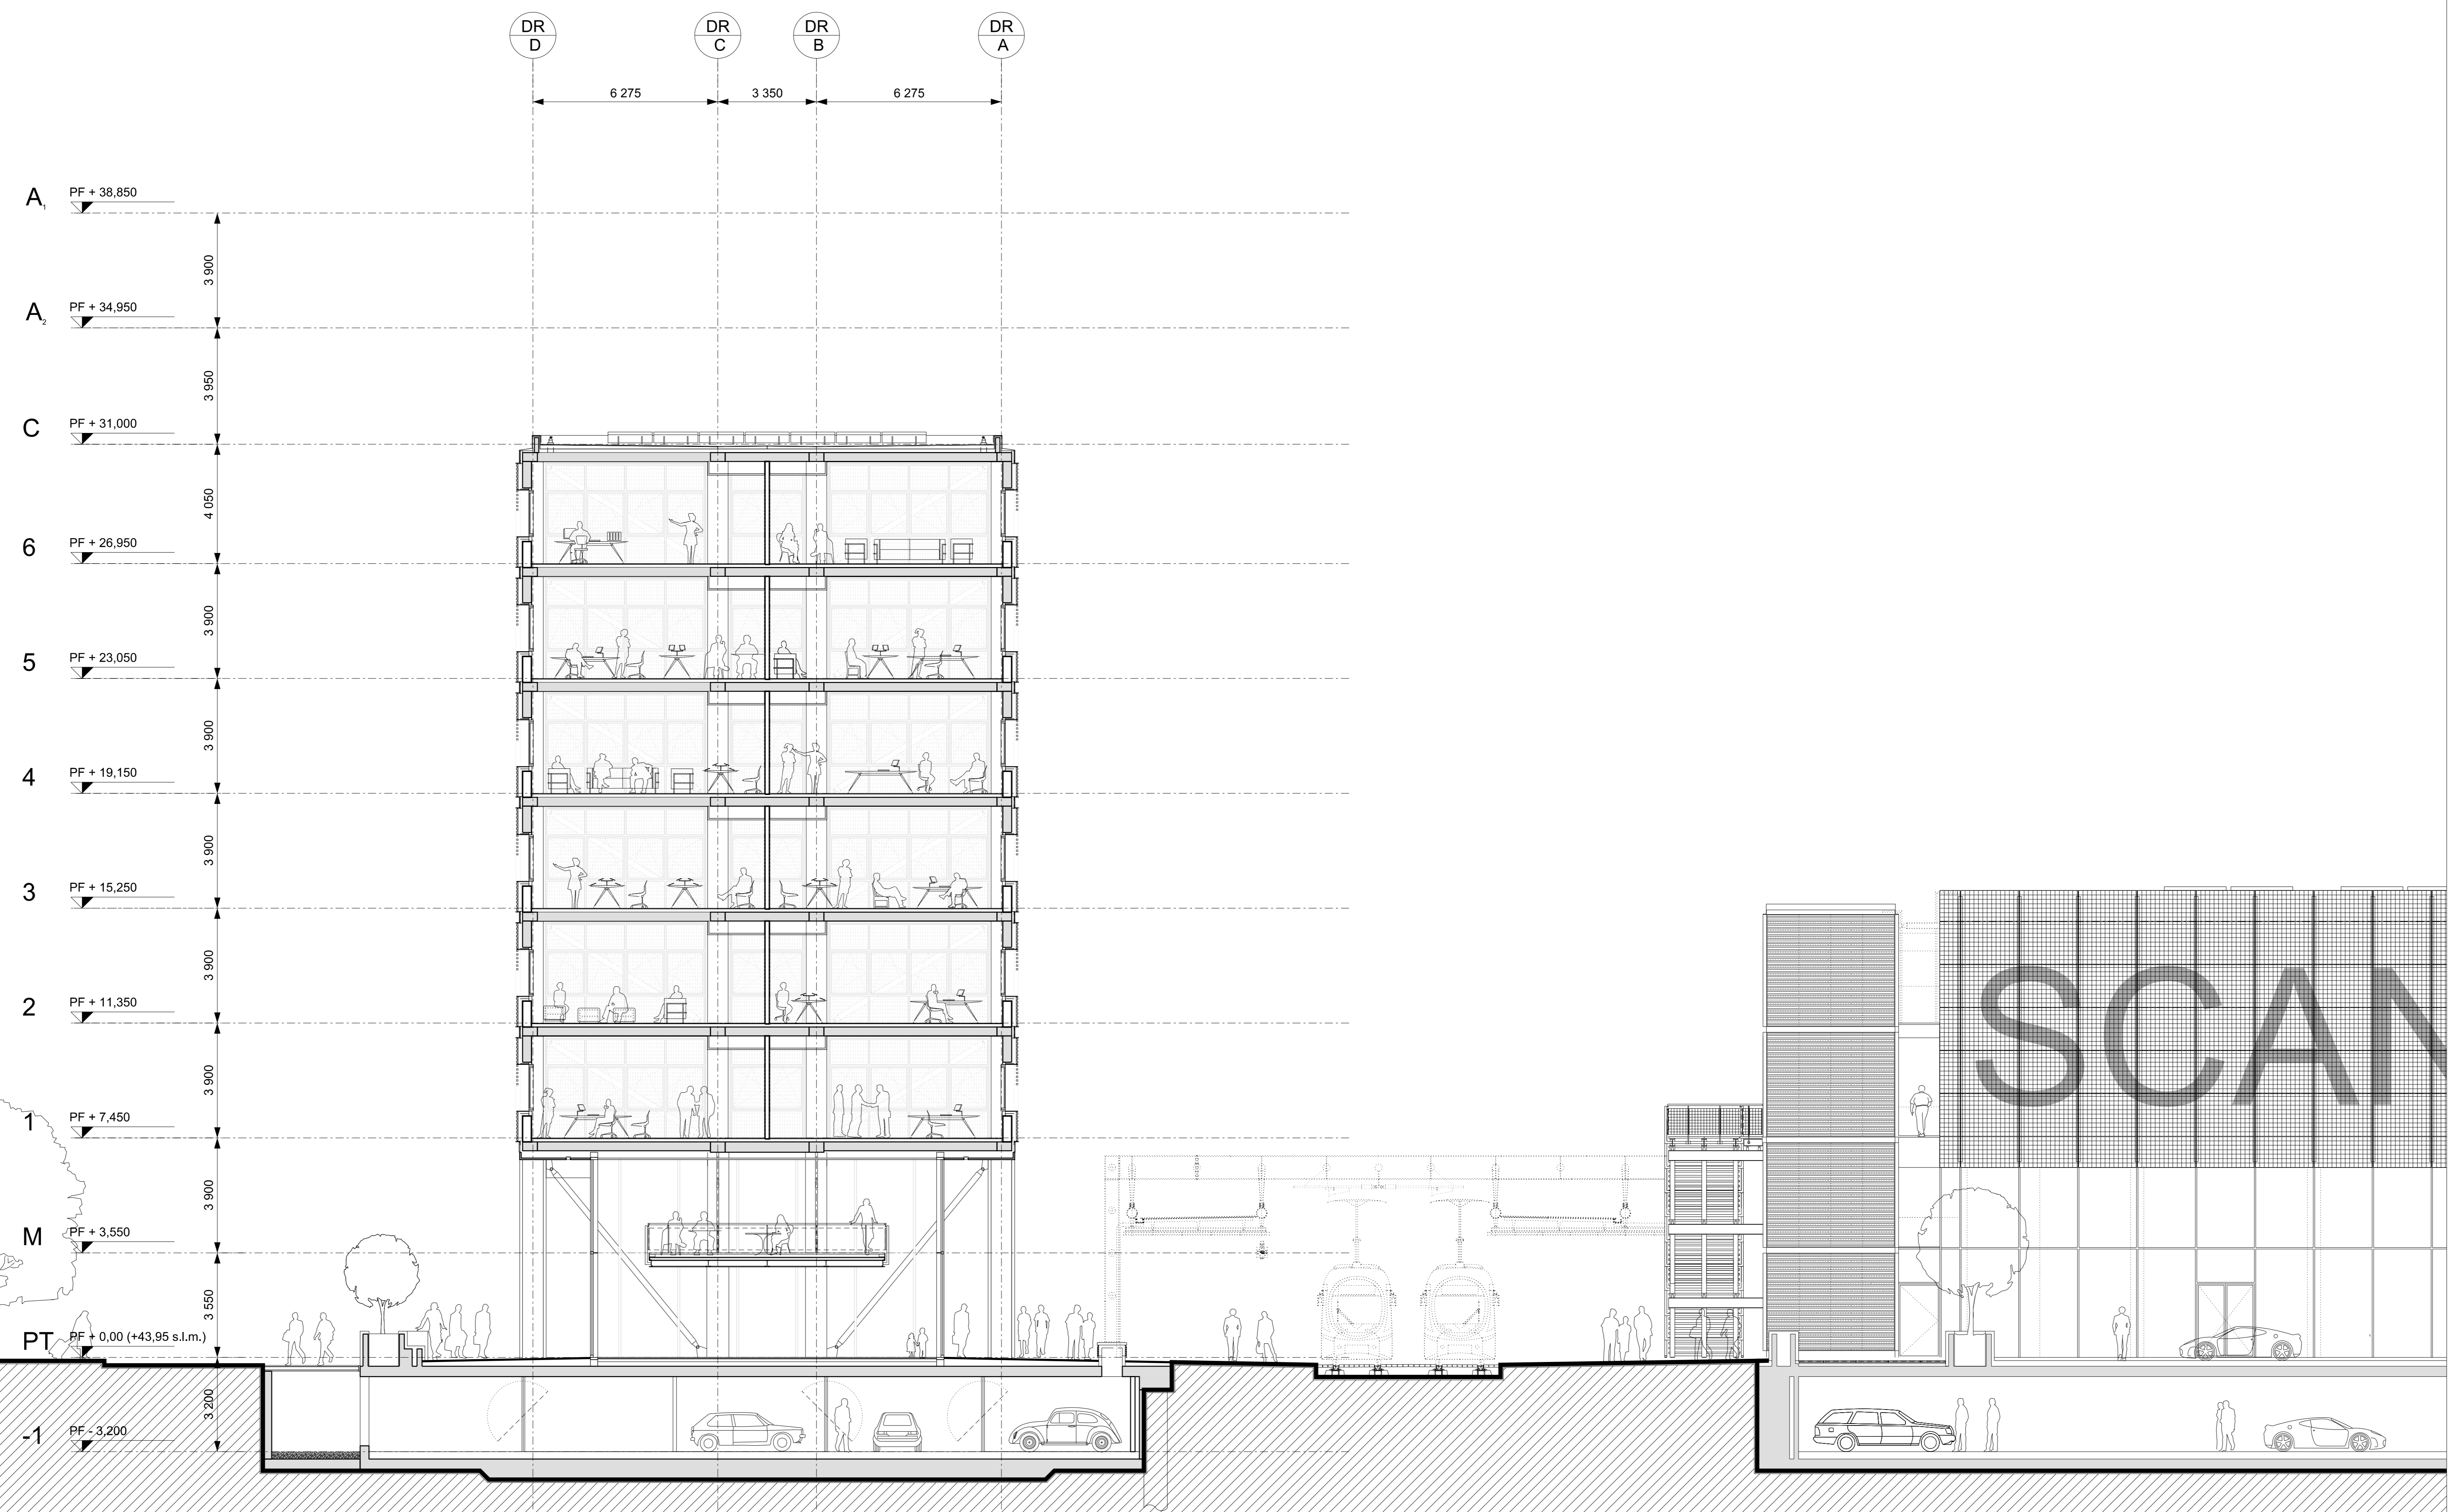 DR DR DR DR
D C B A
6 275 3 350 6 275
A1 PF + 38,850
3 900
A2 PF + 34,950
3 950
C PF + 31,000
4 050
6 PF + 26,950
3 900
5 PF + 23,050
3 900
4 PF + 19,150
3 900
3 PF + 15,250
3 900
2 PF + 11,350
3 900
1 PF + 7,450
3 900
M PF + 3,550
3 550
PT PF + 0,00 (+43,95 s.l.m.)
3 200
-1 PF - 3,200
SCAN